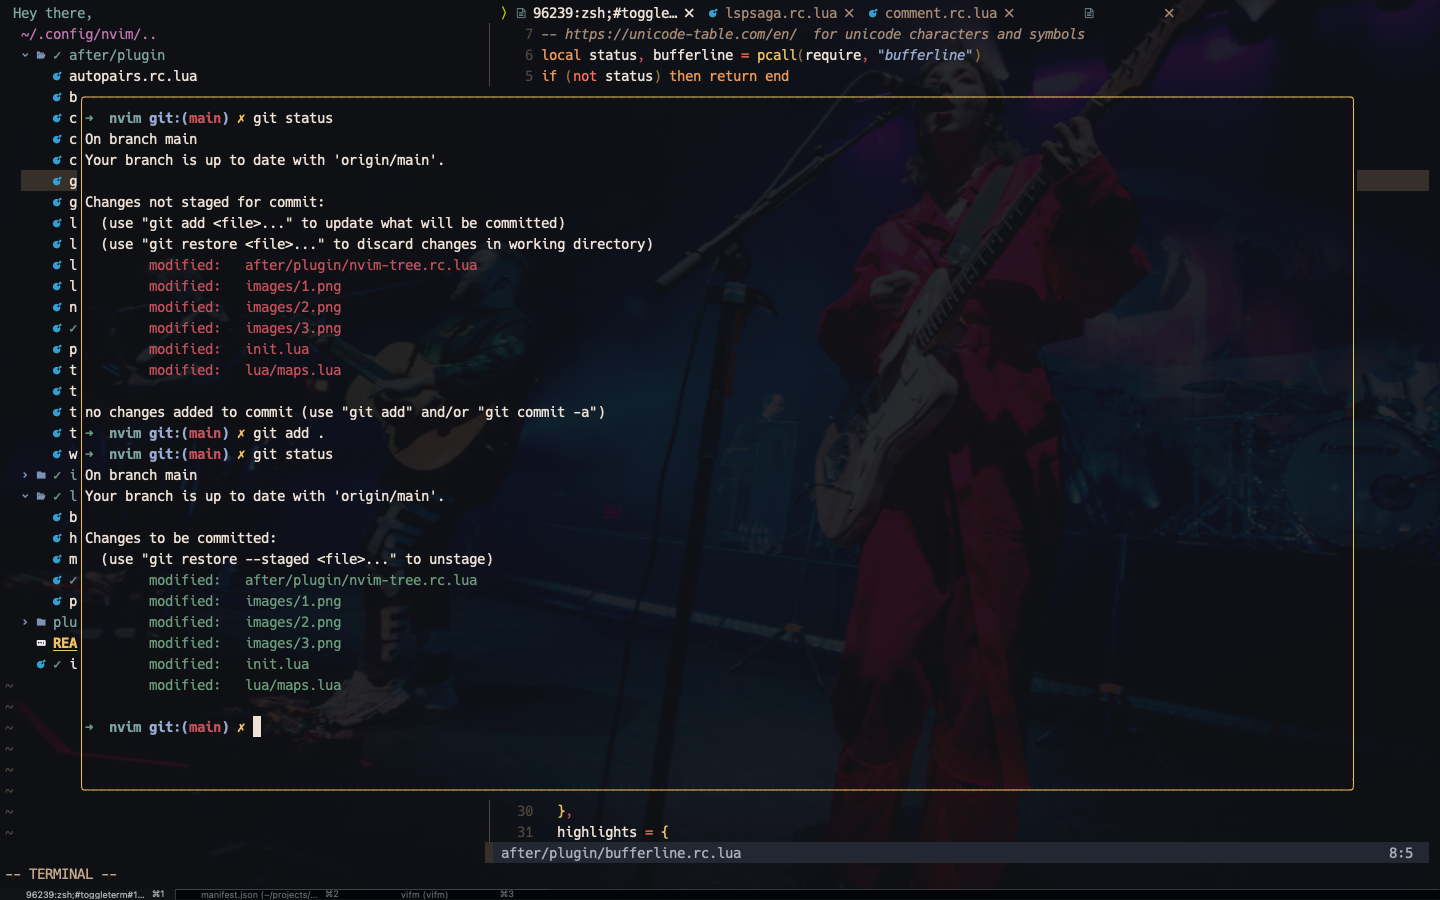 Hey there,
96239:zsh;#toggle… ✕ lspsaga.rc.lua ✕ comment.rc.lua ✕ ✕
~/.config/nvim/..
7 -- https://unicode-table.com/en/  for unicode characters and symbols
✓ after/plugin
6 local status, bufferline = pcall(require, "bufferline")
autopairs.rc.lua
5 if (not status) then return end
b
c ➜  nvim git:(main) ✗ git status
c On branch main
c Your branch is up to date with 'origin/main'.
g
g Changes not staged for commit:
l (use "git add <file>..." to update what will be committed)
l (use "git restore <file>..." to discard changes in working directory)
l modified:   after/plugin/nvim-tree.rc.lua
l modified:   images/1.png
n modified:   images/2.png
✓ modified:   images/3.png
p modified:   init.lua
t modified:   lua/maps.lua
t
t no changes added to commit (use "git add" and/or "git commit -a")
t ➜  nvim git:(main) ✗ git add .
w ➜  nvim git:(main) ✗ git status
✓ i On branch main
✓ l Your branch is up to date with 'origin/main'.
b
h Changes to be committed:
m (use "git restore --staged <file>..." to unstage)
✓ modified:   after/plugin/nvim-tree.rc.lua
p modified:   images/1.png
plu modified:   images/2.png
REA modified:   images/3.png
✓ i modified:   init.lua
~ modified:   lua/maps.lua
~
~ ➜  nvim git:(main) ✗
~
~
~
~ 30 },
~ 31 highlights = {
after/plugin/bufferline.rc.lua 8:5
-- TERMINAL --
96239:zsh;#toggleterm#1… ⌘1 manifest.json (~/projects/… ⌘2 vifm (vifm) ⌘3